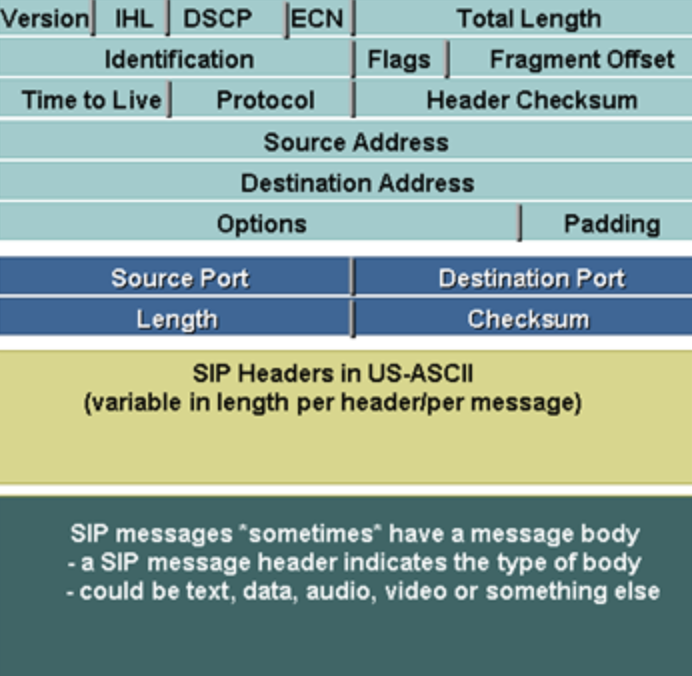 Version IHL DSCP ECN Total Length
Identification Flags Fragment Offset
Time to Live Protocol Header Checksum
Source Address
Destination Address
Options Padding
Source Port Destination Port
Length Checksum
SIP Headers in US-ASCII
(variable in length per header/per message)
SIP messages *sometimes* have a message body
- a SIP message header indicates the type of body
- could be text, data, audio, video or something else